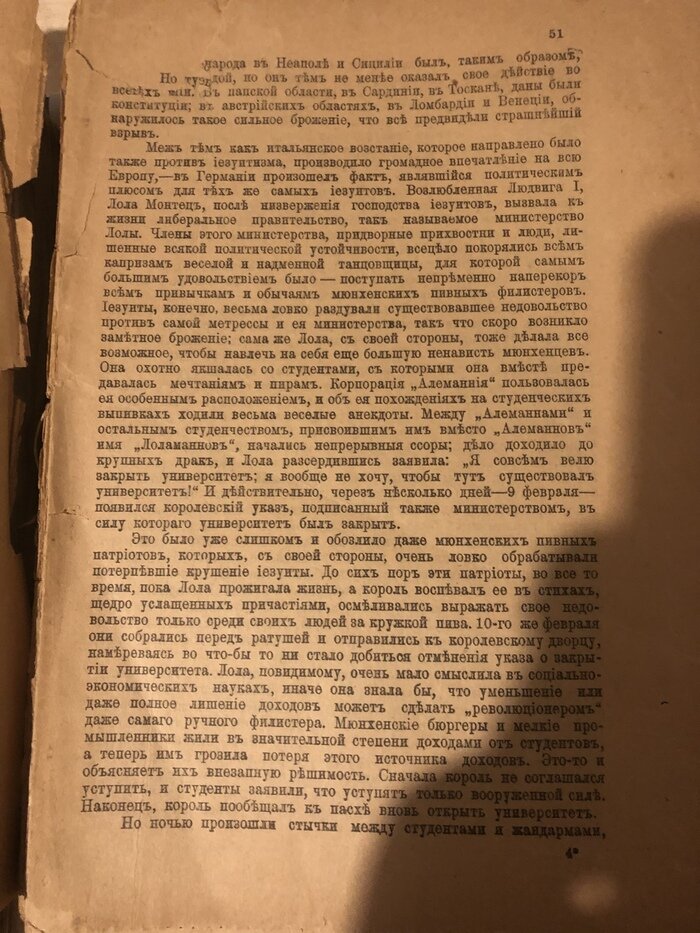 51
народа въ Неаполѣ и Сициліи былъ, такимъ образомъ,
Но онъ тѣмъ не менѣе оказалъ свое дѣйствіе во
Въ папской области, въ Сардиніи, въ Тосканѣ, даны были
конституціи; въ австрійскихъ областяхъ, въ Ломбардіи и Венеціи, об-
наружилось такое сильное броженіе, что всѣ предвидѣли страшнѣйшій
взрывъ.
Межъ тѣмъ какъ итальянское возстаніе, которое направлено было
также противъ іезуитизма, производило громадное впечатлѣніе на всю
Европу,—въ Германіи произошелъ фактъ, являвшійся политическимъ
плюсомъ для тѣхъ же самыхъ іезуитовъ. Возлюбленная Людвига I,
Лола Монтецъ, послѣ низверженія господства іезуитовъ, вызвала къ
жизни либеральное правительство, такъ называемое министерство
Лолы. Члены этого министерства, придворные прихвостни и люди, ли-
шенные всякой политической устойчивости, всецѣло покорялись всѣмъ
капризамъ веселой и надменной танцовщицы, для которой самымъ
большимъ удовольствіемъ было — поступать непрѣменно наперекоръ
всѣмъ привычкамъ и обычаямъ мюнхенскихъ пивныхъ филистеровъ.
Іезуиты, конечно, весьма ловко раздували существовавшее недовольство
противъ самой метрессы и ея министерства, такъ что скоро возникло
замѣтное броженіе; сама же Лола, съ своей стороны, тоже дѣлала все
возможное, чтобы навлечь на себя еще большую ненависть мюнхенцевъ.
Она охотно якшалась со студентами, съ которыми она вмѣстѣ пре-
давалась мечтаніямъ и пирамъ. Корпорація „Алеманнія“ пользовалась
ея особеннымъ расположеніемъ, и объ ея похожденіяхъ на студенческихъ
выпивкахъ ходили весьма веселые анекдоты. Между „Алеманнами“ и
остальнымъ студенчествомъ, присвоившимъ имъ вмѣсто „Алеманновъ“
имя „Лоламанновъ“, начались непрерывныя ссоры; дѣло доходило до
крупныхъ дракъ, и Лола разсердившись заявила: „Я совсѣмъ велю
закрыть университетъ; я вообще не хочу, чтобы тутъ существовалъ
университетъ!“ И дѣйствительно, черезъ нѣсколько дней—9 февраля—
появился королевскій указъ, подписанный также министерствомъ, въ
силу котораго университетъ былъ закрытъ.
Это было уже слишкомъ и обозлило даже мюнхенскихъ пивныхъ
патріотовъ, которыхъ, съ своей стороны, очень ловко обрабатывали
потерпѣвшіе крушеніе іезуиты. До сихъ поръ эти патріоты, во все то
время, пока Лола прожигала жизнь, а король воспѣвалъ ее въ стихахъ,
щедро услащенныхъ причастіями, осмѣливались выражать свое недо-
вольство только среди своихъ людей за кружкой пива. 10-го же февраля
они собрались передъ ратушей и отправились къ королевскому дворцу,
намѣреваясь во что-бы то ни стало добиться отмѣненія указа о закры-
тіи университета. Лола, повидимому, очень мало смыслила въ соціально-
экономическихъ наукахъ, иначе она знала бы, что уменьшеніе или
даже полное лишеніе доходовъ можетъ сдѣлать „революціонеромъ“
даже самаго ручного филистера. Мюнхенскіе бюргеры и мелкіе про-
мышленники жили въ значительной степени доходами отъ студентовъ,
а теперь имъ грозила потеря этого источника доходовъ. Это-то и
объясняетъ ихъ внезапную рѣшимость. Сначала король не соглашался
уступить, и студенты заявили, что уступятъ только вооруженной силѣ.
Наконецъ, король пообѣщалъ къ пасхѣ вновь открыть университетъ.
Но ночью произошли стычки между студентами и жандармами,
4*